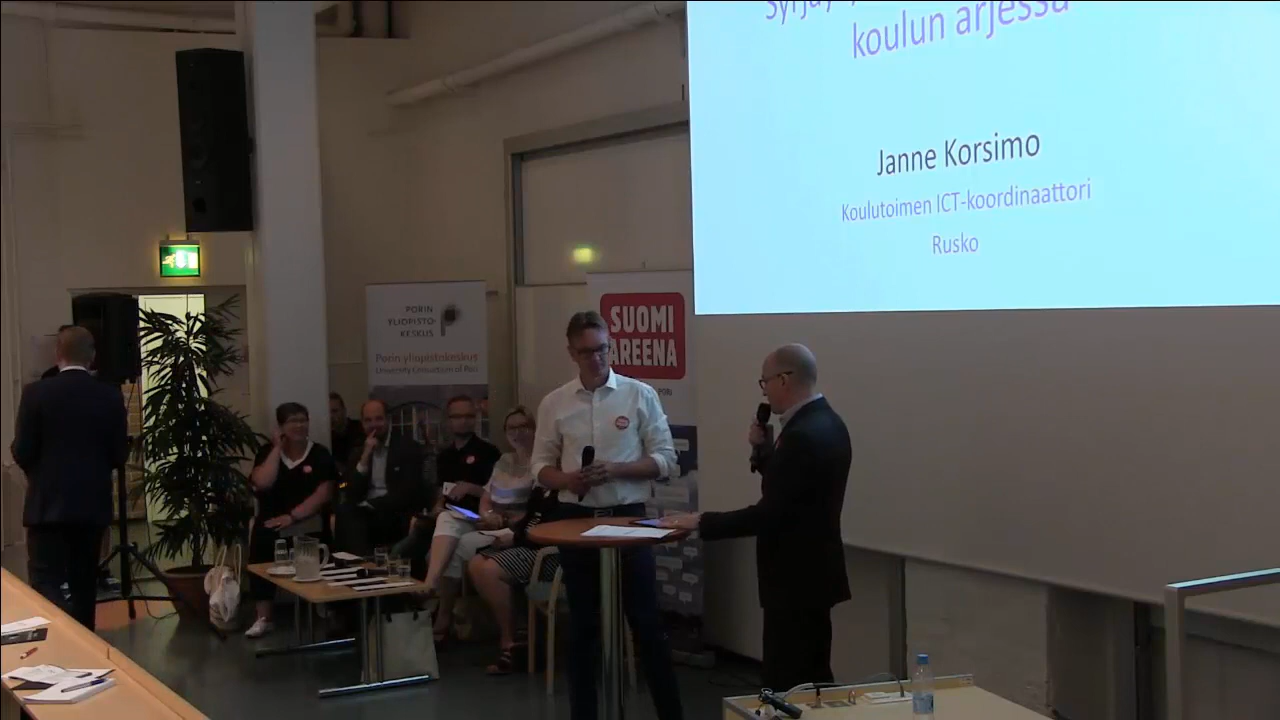 koulun arjessa
Janne Korsimo
Koulutoimen ICT-koordinaattori
Rusko
PORIN
YLIOPISTO-
KESKUS
Porin yliopistokeskus
University Consortium of Pori
SUOMI
AREENA
PORI